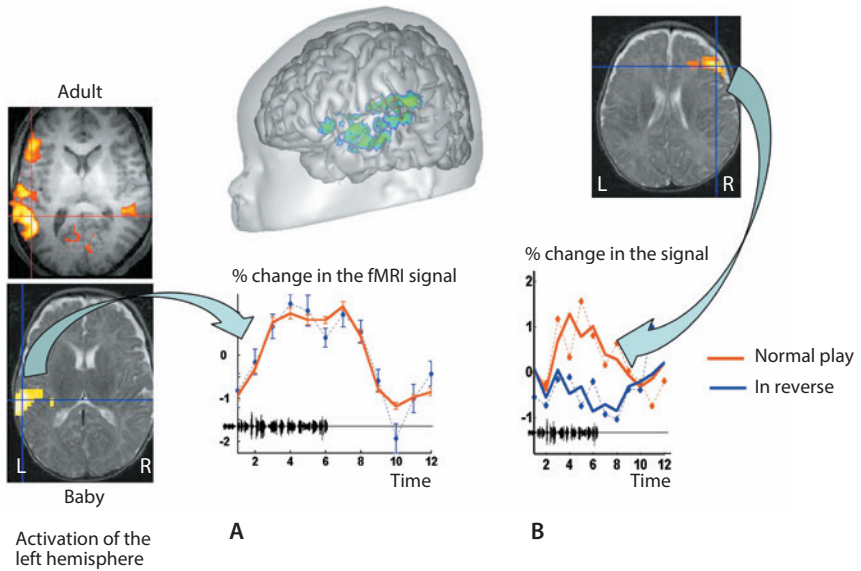 Adult
L
R
Baby
Activation of the
left hemisphere
% change in the fMRI signal
0
-1
-2
2
4
6
8
10
12
Time
A
L
R
% change in the signal
2
1
0
-1
2
4
6
8
10
12
Time
B
Normal play
In reverse